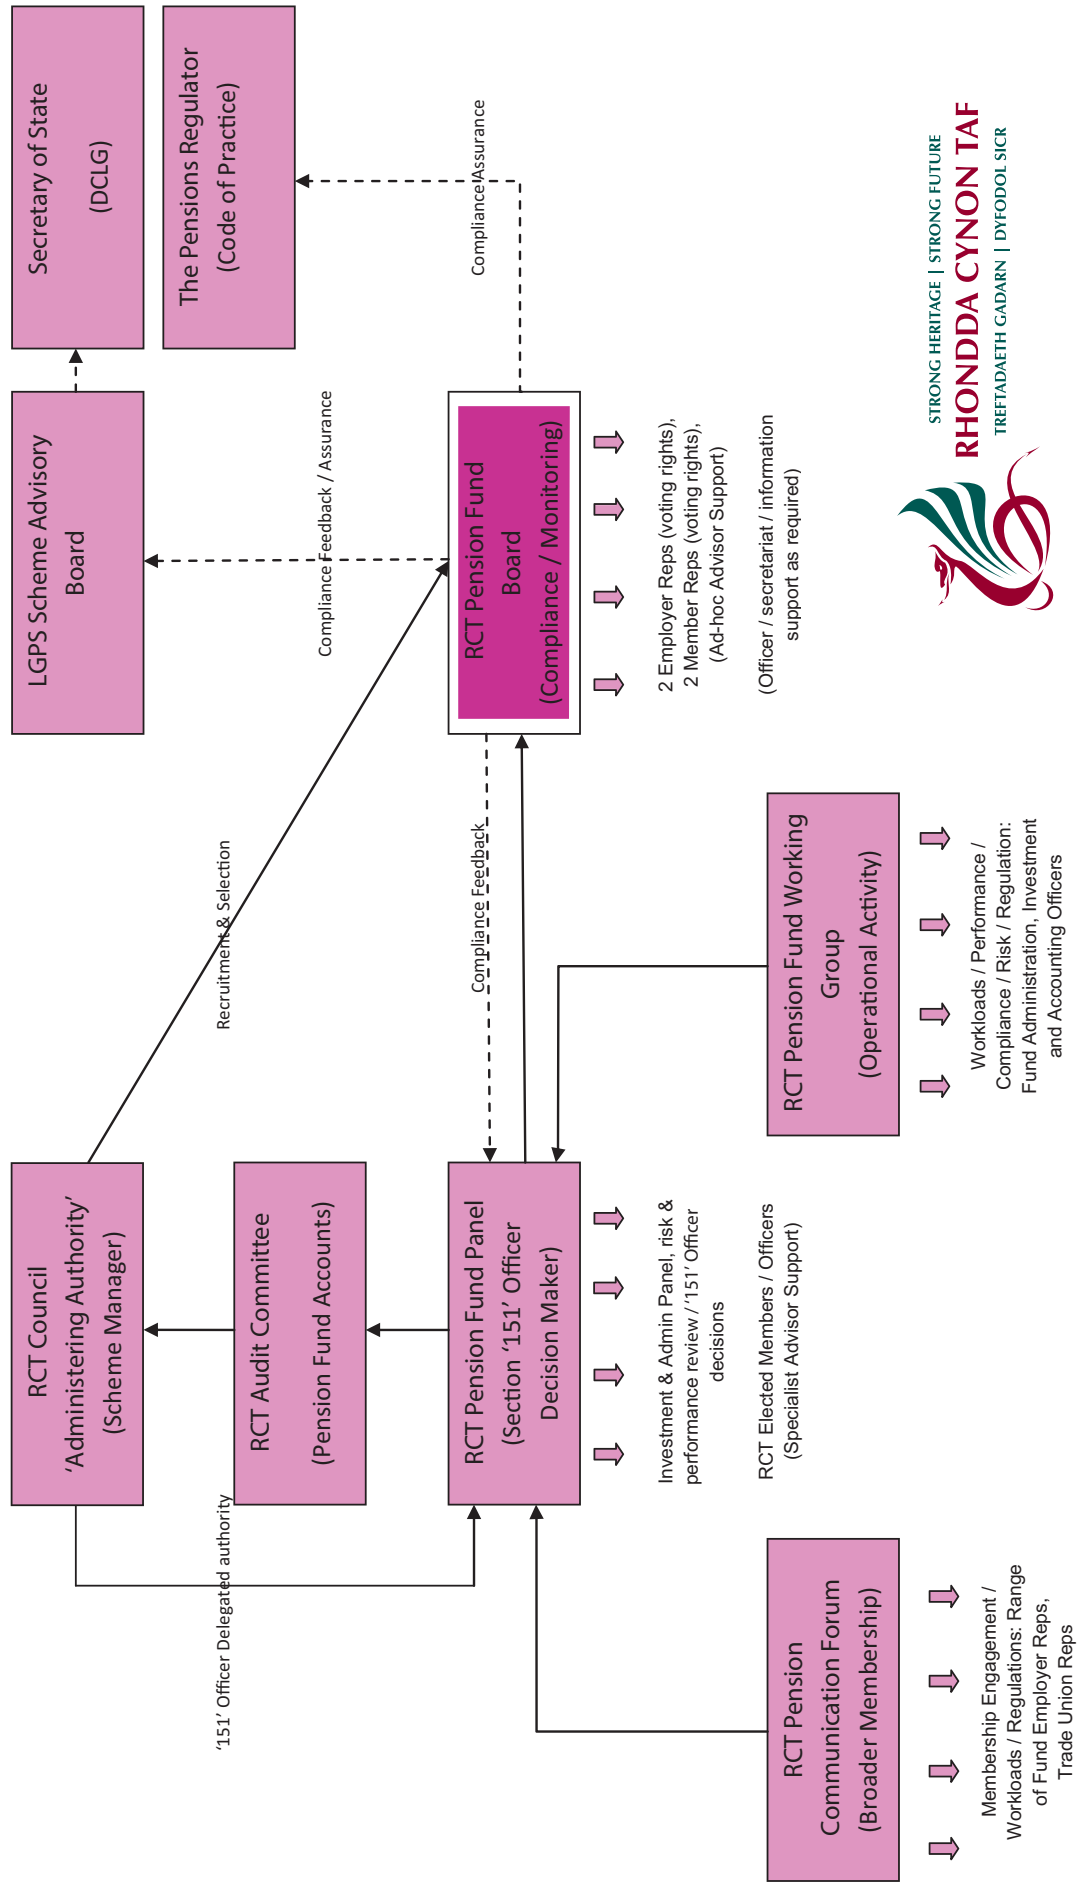 RCT Council
‘Administering Authority’
(Scheme Manager)
LGPS Scheme Advisory
Board
Secretary of State
(DCLG)
The Pensions Regulator
(Code of Practice)
‘151’ Officer Delegated authority
Recruitment & Selection
Compliance Feedback / Assurance
RCT Audit Committee
(Pension Fund Accounts)
Compliance Feedback
Compliance Assurance
RCT Pension Fund Panel
(Section ‘151’ Officer
Decision Maker)
RCT Pension Fund
Board
(Compliance / Monitoring)
Investment & Admin Panel, risk &
performance review / ‘151’ Officer
decisions
RCT Elected Members / Officers
(Specialist Advisor Support)
2 Employer Reps (voting rights),
2 Member Reps (voting rights),
(Ad-hoc Advisor Support)
(Officer / secretariat / information
support as required)
RCT Pension
Communication Forum
(Broader Membership)
RCT Pension Fund Working
Group
(Operational Activity)
Membership Engagement /
Workloads / Regulations: Range
of Fund Employer Reps,
Trade Union Reps
Workloads / Performance /
Compliance / Risk / Regulation:
Fund Administration, Investment
and Accounting Officers
STRONG HERITAGE | STRONG FUTURE
RHONDDA CYNON TAF
TREFTADAETH GADARN | DYFODOL SICR